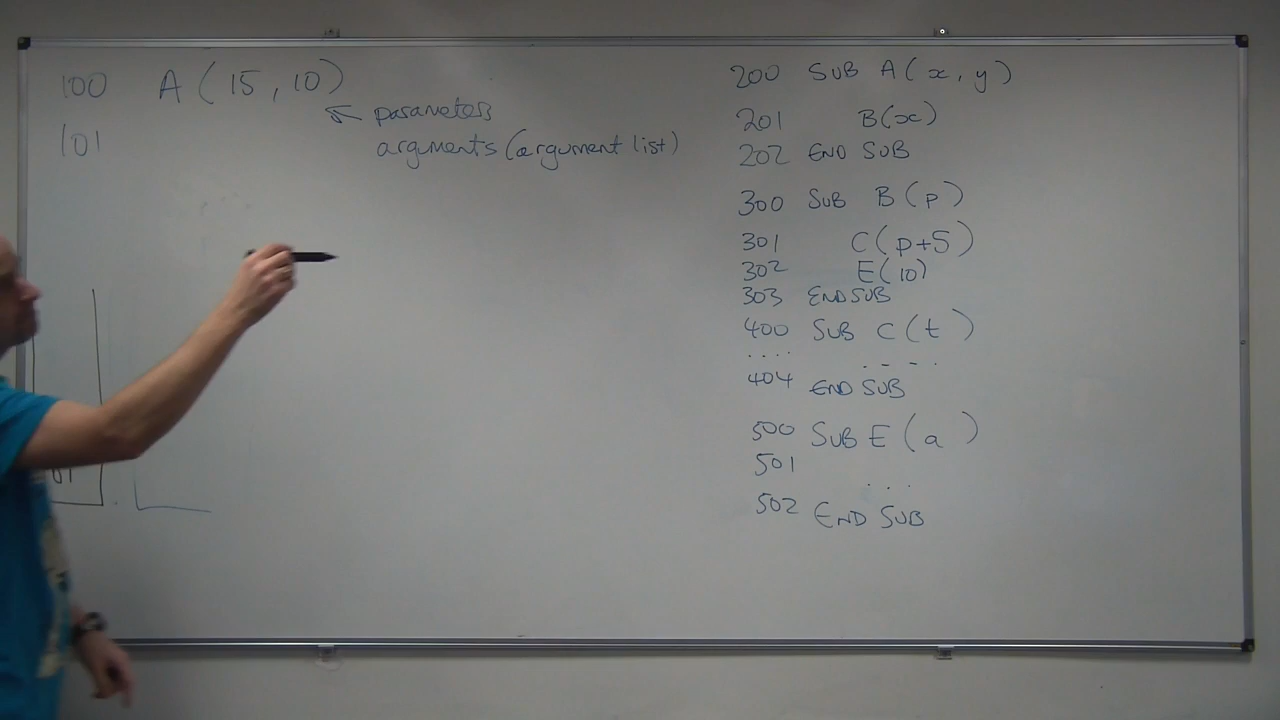 100 A (15, 10)
parameters
101
arguments (argument list)
200 SUB A(x, y)
201 B(x)
202 END SUB
300 SUB B(p)
301 C(p+5)
302 E(10)
303 END SUB
400 SUB C(t)
.... ....
404 END SUB
500 SUB E(a)
501 ...
502 END SUB